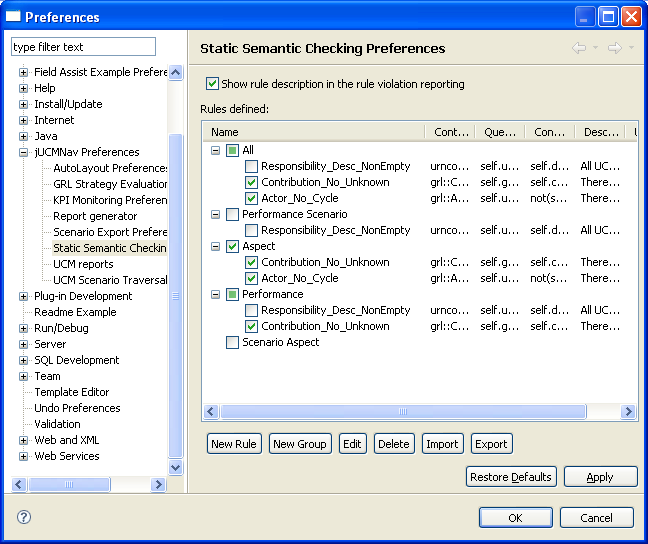 Preferences
type filter text
Static Semantic Checking Preferences
Field Assist Example Prefere
Help
Install/Update
Internet
Java
jUCMNav Preferences
AutoLayout Preferences
GRL Strategy Evaluation
KPI Monitoring Preferen
Report generator
Scenario Export Prefere
Static Semantic Checkin
UCM reports
UCM Scenario Traversal
Plug-in Development
Readme Example
Run/Debug
Server
SQL Development
Team
Template Editor
Undo Preferences
Validation
Web and XML
Web Services
Show rule description in the rule violation reporting
Rules defined:
Name Cont... Que... Con... Desc... U
All
Responsibility_Desc_NonEmpty urnco... self.u... self.d... All UC...
Contribution_No_Unknown grl::C... self.g... self.c... There...
Actor_No_Cycle grl::A... self.u... not(s... There...
Performance Scenario
Responsibility_Desc_NonEmpty urnco... self.u... self.d... All UC...
Aspect
Contribution_No_Unknown grl::C... self.g... self.c... There...
Actor_No_Cycle grl::A... self.u... not(s... There...
Performance
Responsibility_Desc_NonEmpty urnco... self.u... self.d... All UC...
Contribution_No_Unknown grl::C... self.g... self.c... There...
Scenario Aspect
New Rule New Group Edit Delete Import Export
Restore Defaults Apply
? OK Cancel